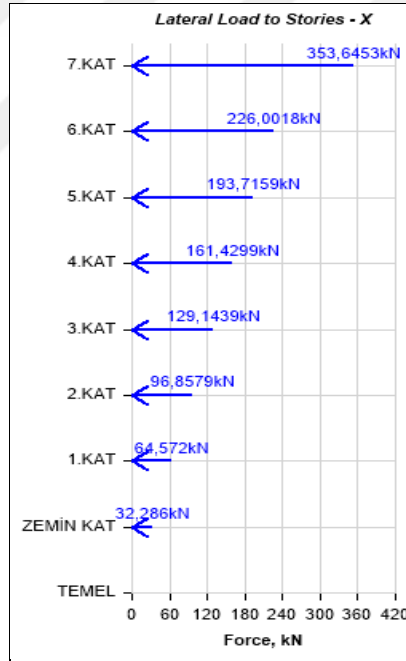 Lateral Load to Stories - X
7.KAT 353,6453kN
6.KAT 226,0018kN
5.KAT 193,7159kN
4.KAT 161,4299kN
3.KAT 129,1439kN
2.KAT 96,8579kN
1.KAT 64,572kN
ZEMİN KAT 32,286kN
TEMEL
0 60 120 180 240 300 360 420
Force, kN